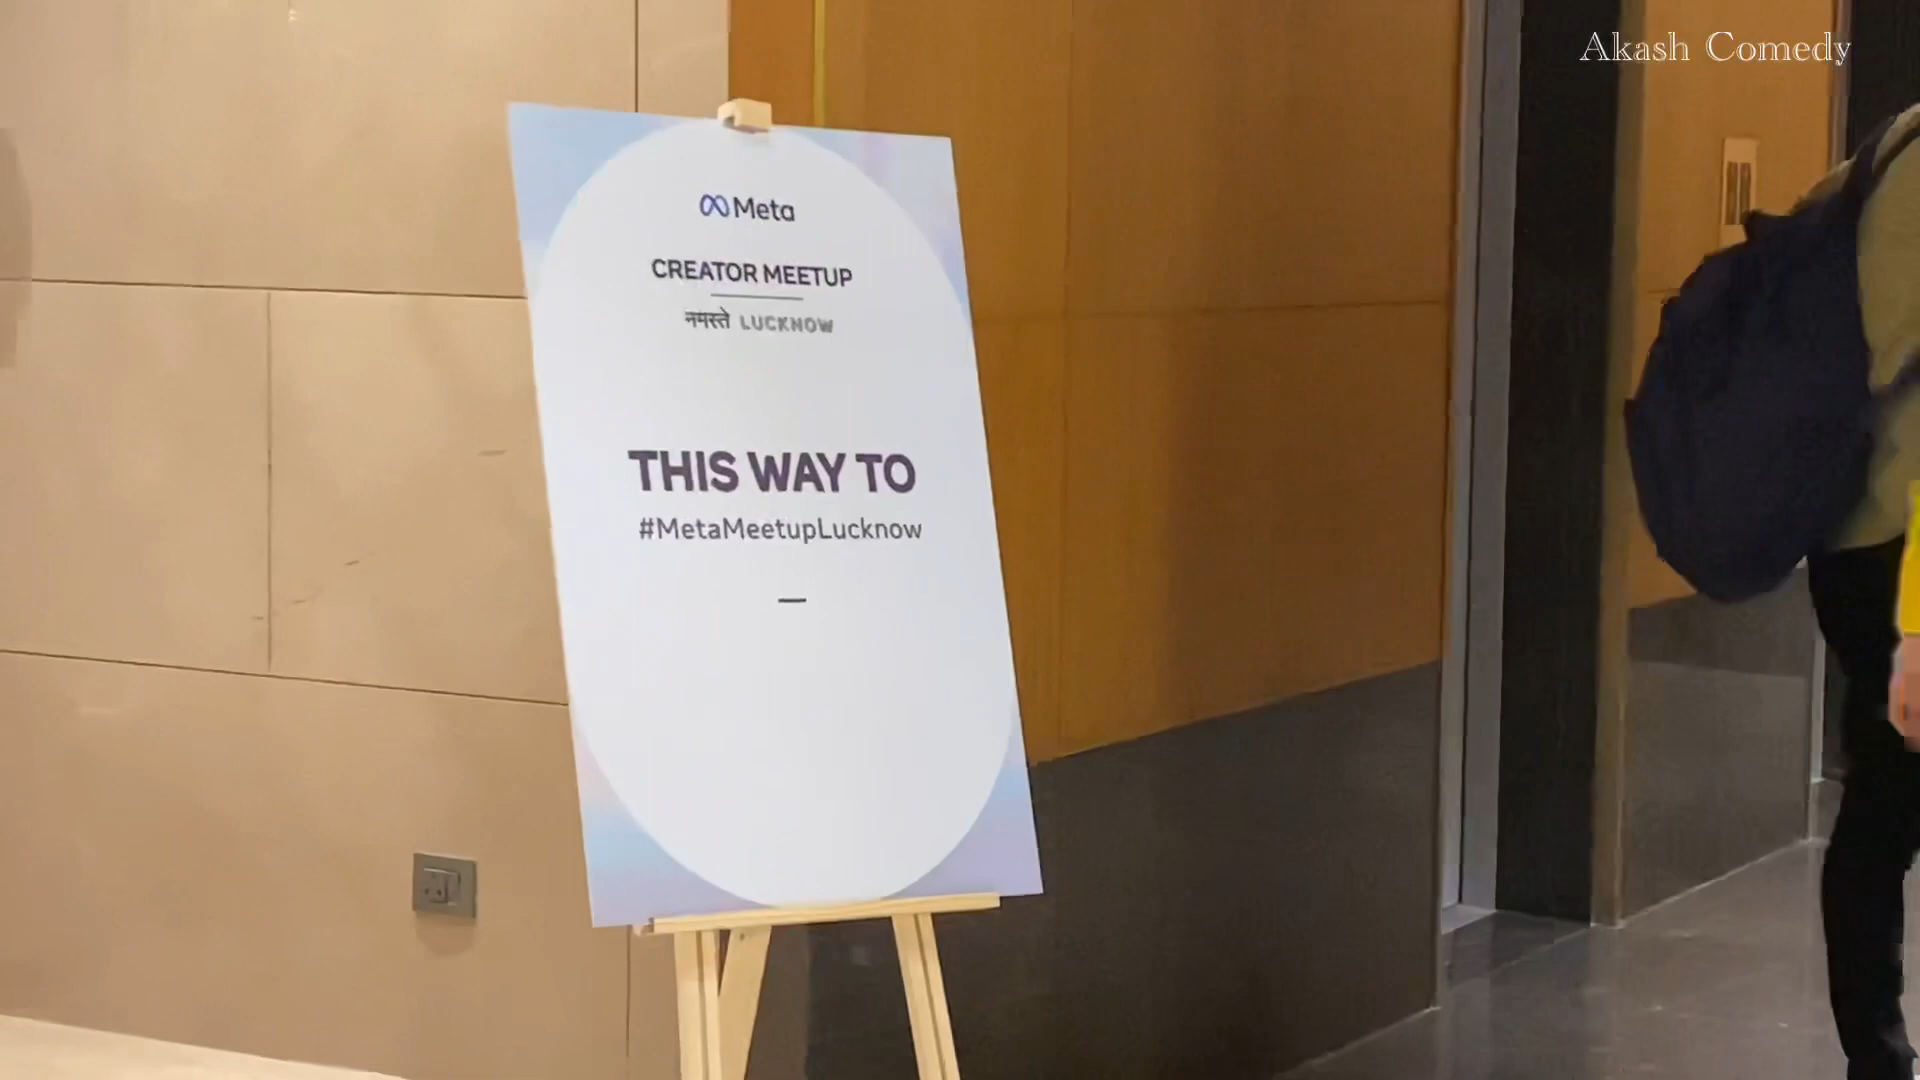 Akash Comedy
Meta
CREATOR MEETUP
नमस्ते LUCKNOW
THIS WAY TO
#MetaMeetupLucknow